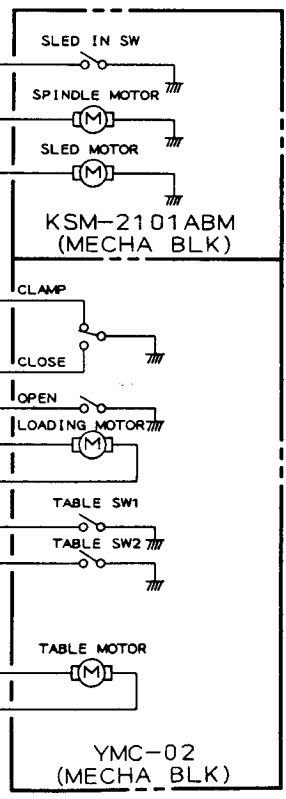 SLED IN SW
SPINDLE MOTOR
M
SLED MOTOR
M
KSM-2101ABM
(MECHA BLK)
CLAMP
CLOSE
OPEN
LOADING MOTOR
M
TABLE SW1
TABLE SW2
TABLE MOTOR
M
YMC-02
(MECHA BLK)